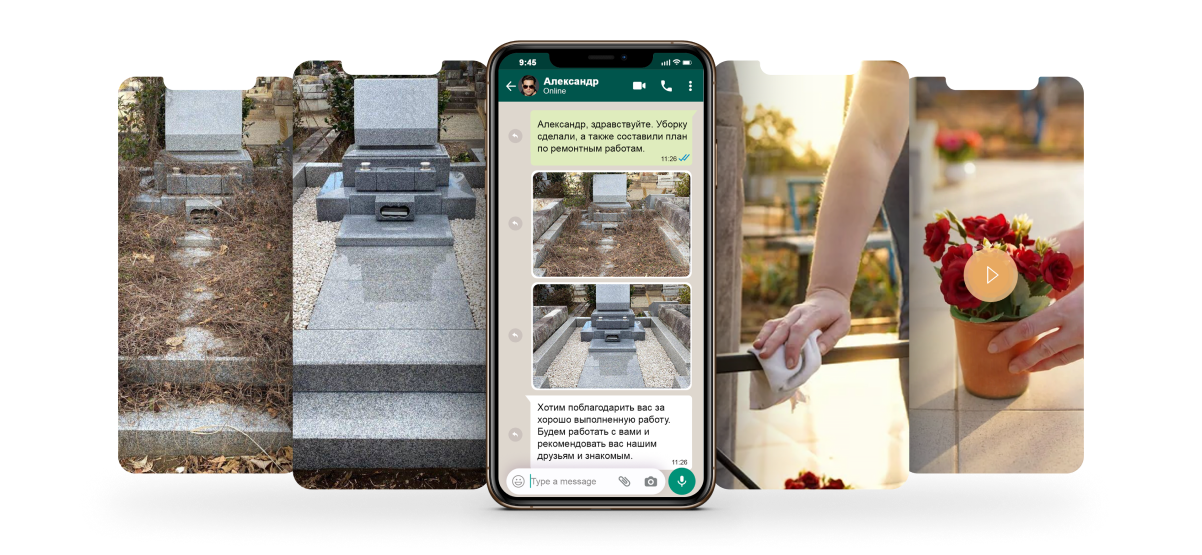 9:45
Александр
Online
Александр, здравствуйте. Уборку
сделали, а также составили план
по ремонтным работам.
11:26
Хотим поблагодарить вас за
хорошо выполненную работу.
Будем работать с вами и
рекомендовать вас нашим
друзьям и знакомым.
11:26
Type a message